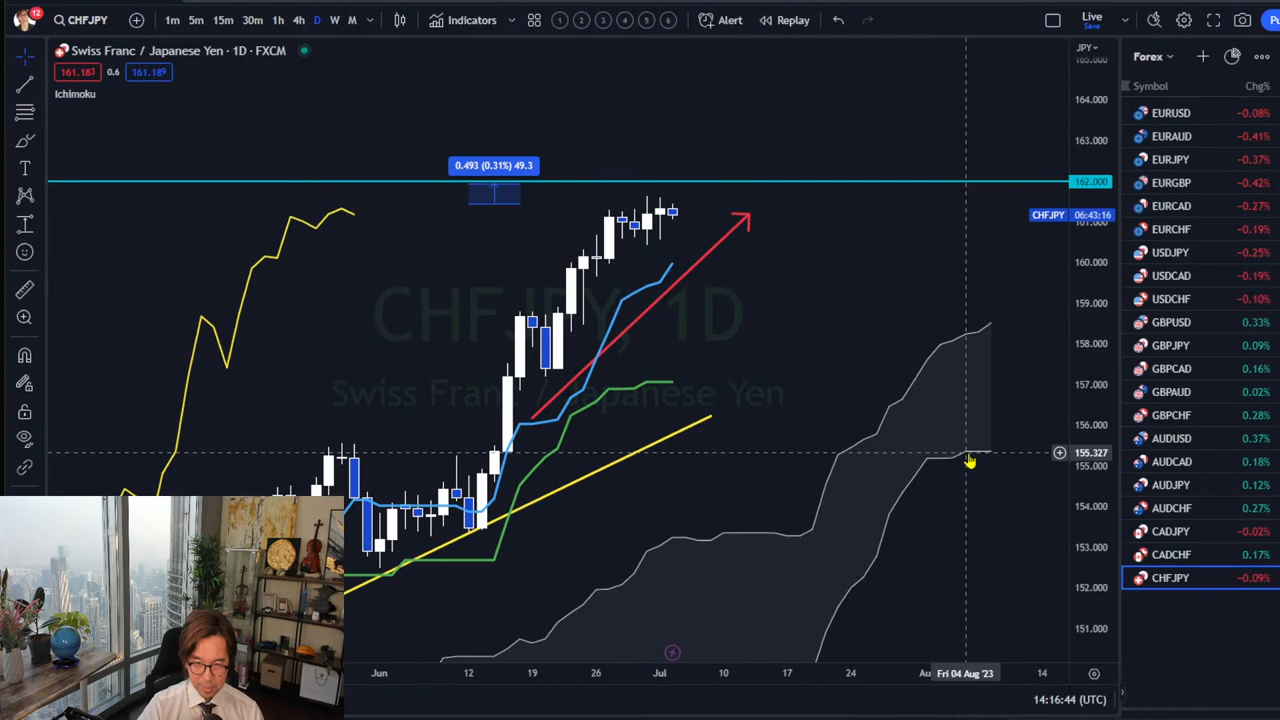 12
CHFJPY
1m 5m 15m 30m 1h 4h D W M
Indicators
1 2 3 4 5 6
Alert
Replay
Live
Save
Pu
Swiss Franc / Japanese Yen · 1D · FXCM
161.183 0.6 161.189
Ichimoku
JPY
165.000
164.000
163.000
162.000
CHFJPY 06:43:16
161.000
160.000
159.000
158.000
157.000
156.000
155.327
155.000
154.000
153.000
152.000
151.000
0.493 (0.31%) 49.3
CHFJPY, 1D
Swiss Franc / Japanese Yen
Jun 12 19 26 Jul 10 17 24 Au Fri 04 Aug '23 14
14:16:44 (UTC)
Forex
Symbol Chg%
EURUSD -0.08%
EURAUD -0.41%
EURJPY -0.37%
EURGBP -0.42%
EURCAD -0.27%
EURCHF -0.19%
USDJPY -0.25%
USDCAD -0.19%
USDCHF -0.10%
GBPUSD 0.33%
GBPJPY 0.09%
GBPCAD 0.16%
GBPAUD 0.02%
GBPCHF 0.28%
AUDUSD 0.37%
AUDCAD 0.18%
AUDJPY 0.12%
AUDCHF 0.27%
CADJPY -0.02%
CADCHF 0.17%
CHFJPY -0.09%